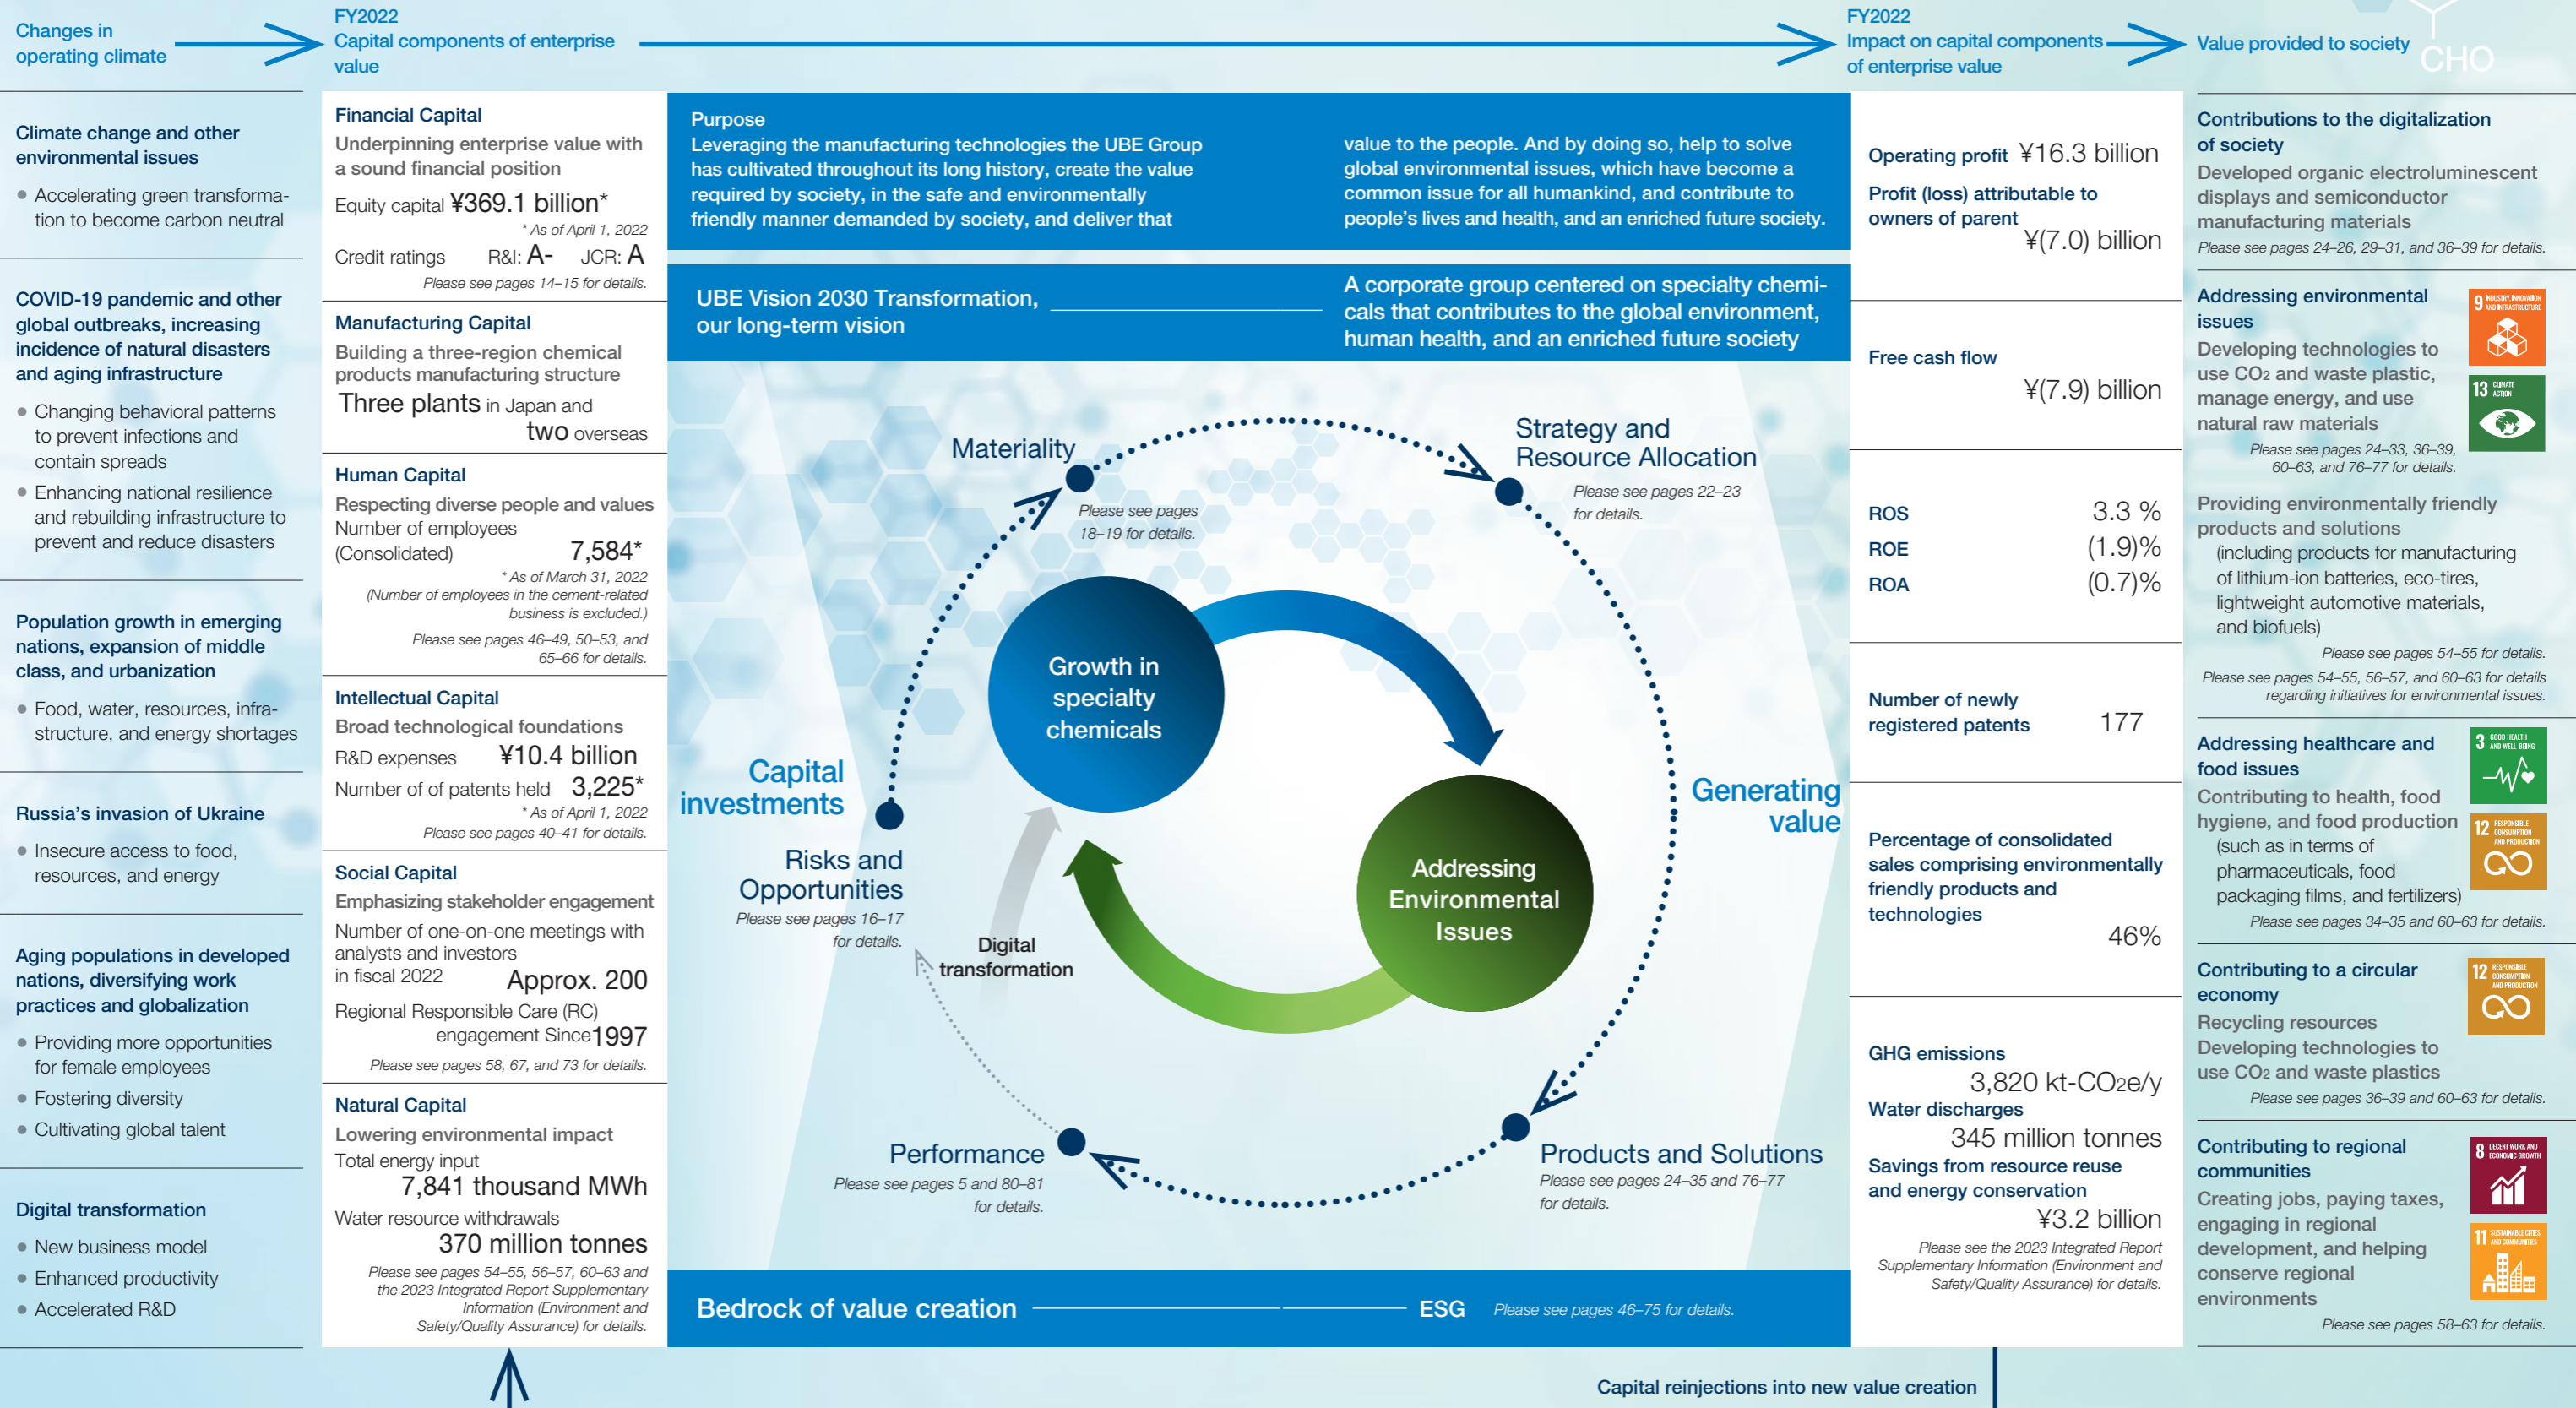 Changes in
operating climate
FY2022
Capital components of enterprise
value
FY2022
Impact on capital components
of enterprise value
Value provided to society
CHO
Climate change and other
environmental issues
● Accelerating green transforma-
tion to become carbon neutral
COVID-19 pandemic and other
global outbreaks, increasing
incidence of natural disasters
and aging infrastructure
● Changing behavioral patterns
to prevent infections and
contain spreads
● Enhancing national resilience
and rebuilding infrastructure to
prevent and reduce disasters
Population growth in emerging
nations, expansion of middle
class, and urbanization
● Food, water, resources, infra-
structure, and energy shortages
Russia's invasion of Ukraine
● Insecure access to food,
resources, and energy
Aging populations in developed
nations, diversifying work
practices and globalization
● Providing more opportunities
for female employees
● Fostering diversity
● Cultivating global talent
Digital transformation
● New business model
● Enhanced productivity
● Accelerated R&D
Financial Capital
Underpinning enterprise value with
a sound financial position
Equity capital ¥369.1 billion*
* As of April 1, 2022
Credit ratings R&I: A- JCR: A
Please see pages 14–15 for details.
Manufacturing Capital
Building a three-region chemical
products manufacturing structure
Three plants in Japan and
two overseas
Human Capital
Respecting diverse people and values
Number of employees
(Consolidated) 7,584*
* As of March 31, 2022
(Number of employees in the cement-related
business is excluded.)
Please see pages 46–49, 50–53, and
65–66 for details.
Intellectual Capital
Broad technological foundations
R&D expenses ¥10.4 billion
Number of of patents held 3,225*
* As of April 1, 2022
Please see pages 40–41 for details.
Social Capital
Emphasizing stakeholder engagement
Number of one-on-one meetings with
analysts and investors
in fiscal 2022 Approx. 200
Regional Responsible Care (RC)
engagement Since 1997
Please see pages 58, 67, and 73 for details.
Natural Capital
Lowering environmental impact
Total energy input
7,841 thousand MWh
Water resource withdrawals
370 million tonnes
Please see pages 54–55, 56–57, 60–63 and
the 2023 Integrated Report Supplementary
Information (Environment and
Safety/Quality Assurance) for details.
Purpose
Leveraging the manufacturing technologies the UBE Group
has cultivated throughout its long history, create the value
required by society, in the safe and environmentally
friendly manner demanded by society, and deliver that
value to the people. And by doing so, help to solve
global environmental issues, which have become a
common issue for all humankind, and contribute to
people's lives and health, and an enriched future society.
UBE Vision 2030 Transformation,
our long-term vision
A corporate group centered on specialty chemi-
cals that contributes to the global environment,
human health, and an enriched future society
Materiality
Please see pages
18–19 for details.
Strategy and
Resource Allocation
Please see pages 22–23
for details.
Growth in
specialty
chemicals
Capital
investments
Generating
value
Risks and
Opportunities
Please see pages 16–17
for details.
Digital
transformation
Addressing
Environmental
Issues
Performance
Please see pages 5 and 80–81
for details.
Products and Solutions
Please see pages 24–35 and 76–77
for details.
Bedrock of value creation
ESG Please see pages 46–75 for details.
Operating profit ¥16.3 billion
Profit (loss) attributable to
owners of parent
¥(7.0) billion
Free cash flow
¥(7.9) billion
ROS 3.3 %
ROE (1.9)%
ROA (0.7)%
Number of newly
registered patents 177
Percentage of consolidated
sales comprising environmentally
friendly products and
technologies
46%
GHG emissions
3,820 kt-CO2e/y
Water discharges
345 million tonnes
Savings from resource reuse
and energy conservation
¥3.2 billion
Please see the 2023 Integrated Report
Supplementary Information (Environment and
Safety/Quality Assurance) for details.
Contributions to the digitalization
of society
Developed organic electroluminescent
displays and semiconductor
manufacturing materials
Please see pages 24–26, 29–31, and 36–39 for details.
Addressing environmental
issues
Developing technologies to
use CO2 and waste plastic,
manage energy, and use
natural raw materials
Please see pages 24–33, 36–39,
60–63, and 76–77 for details.
9 INDUSTRY, INNOVATION
AND INFRASTRUCTURE
13 CLIMATE
ACTION
Providing environmentally friendly
products and solutions
(including products for manufacturing
of lithium-ion batteries, eco-tires,
lightweight automotive materials,
and biofuels)
Please see pages 54–55 for details.
Please see pages 54–55, 56–57, and 60–63 for details
regarding initiatives for environmental issues.
Addressing healthcare and
food issues
Contributing to health, food
hygiene, and food production
(such as in terms of
pharmaceuticals, food
packaging films, and fertilizers)
Please see pages 34–35 and 60–63 for details.
3 GOOD HEALTH
AND WELL-BEING
12 RESPONSIBLE
CONSUMPTION
AND PRODUCTION
Contributing to a circular
economy
Recycling resources
Developing technologies to
use CO2 and waste plastics
Please see pages 36–39 and 60–63 for details.
12 RESPONSIBLE
CONSUMPTION
AND PRODUCTION
Contributing to regional
communities
Creating jobs, paying taxes,
engaging in regional
development, and helping
conserve regional
environments
Please see pages 58–63 for details.
8 DECENT WORK AND
ECONOMIC GROWTH
11 SUSTAINABLE CITIES
AND COMMUNITIES
Capital reinjections into new value creation